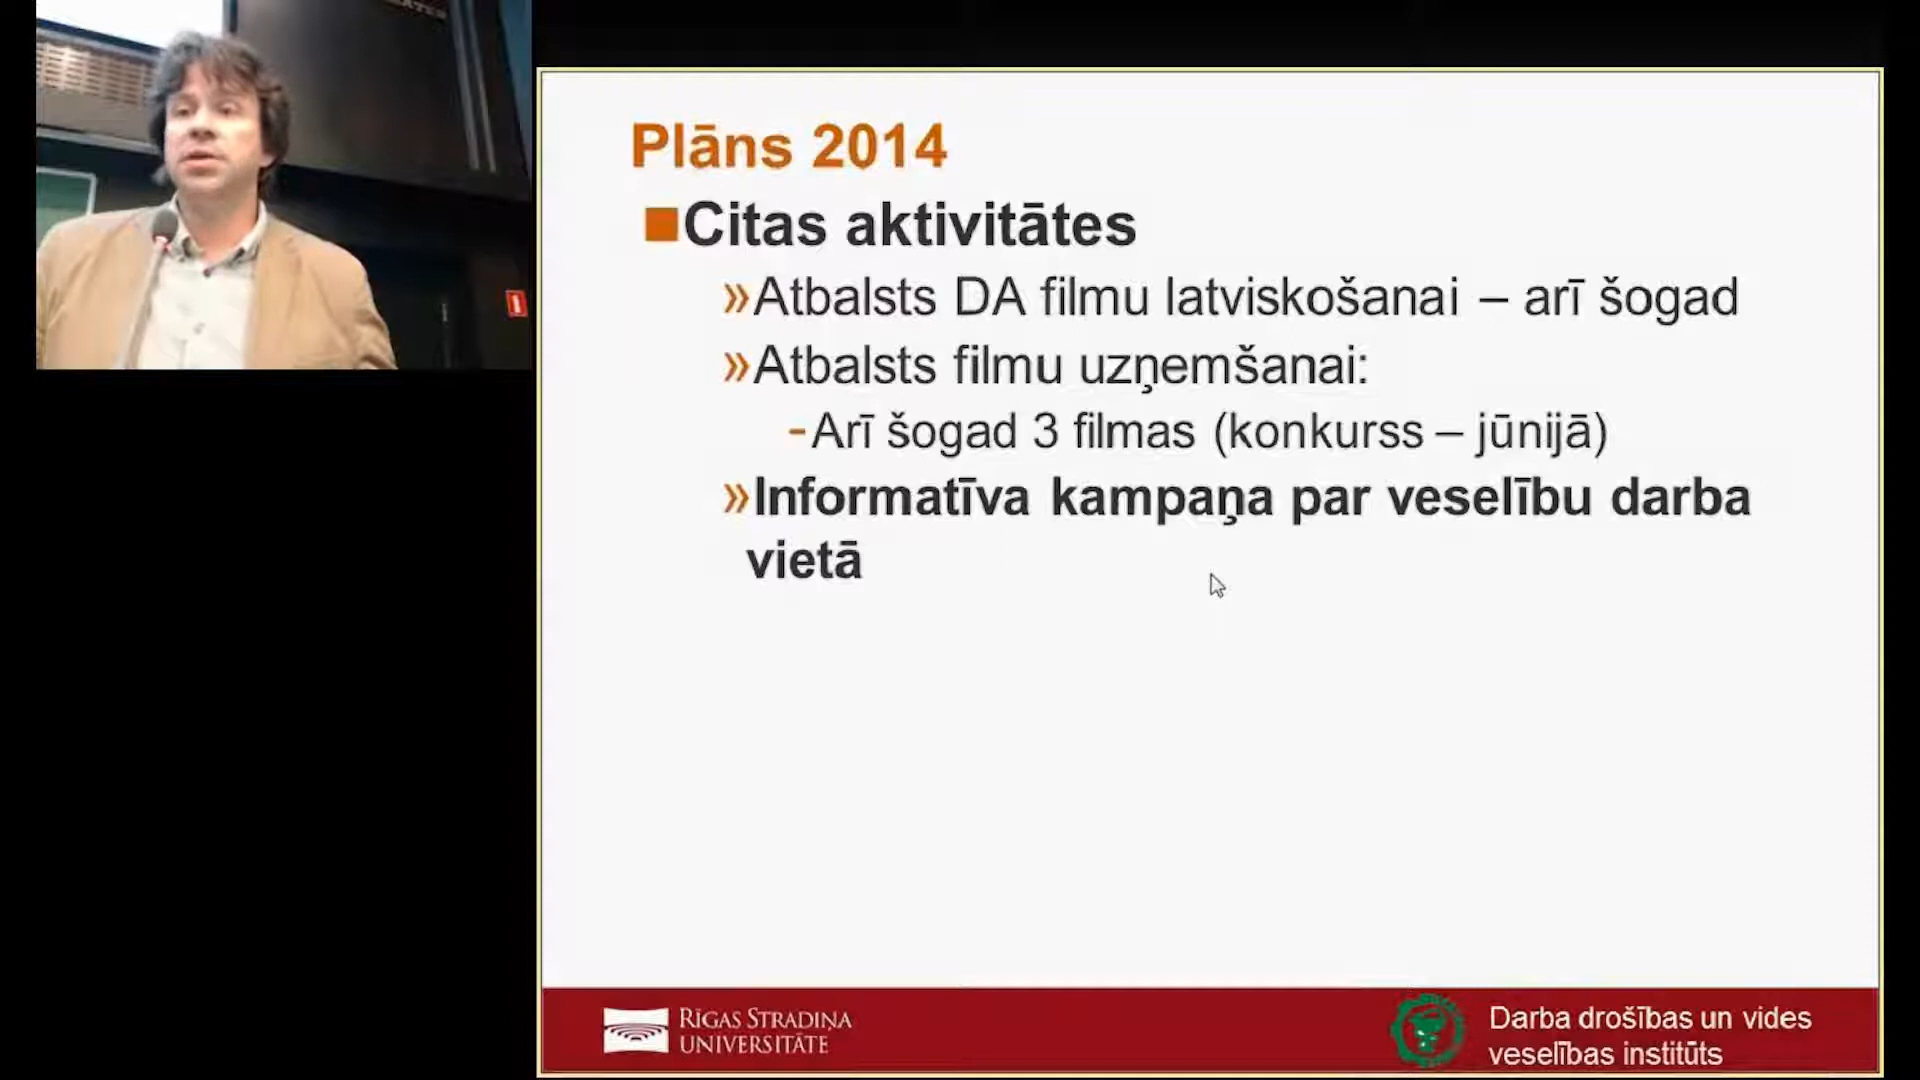 Plāns 2014
Citas aktivitātes
»Atbalsts DA filmu latviskošanai – arī šogad
»Atbalsts filmu uzņemšanai:
-Arī šogad 3 filmas (konkurss – jūnijā)
»Informatīva kampaņa par veselību darba
vietā
RĪGAS STRADIŅA
UNIVERSITĀTE
Darba drošības un vides
veselības institūts